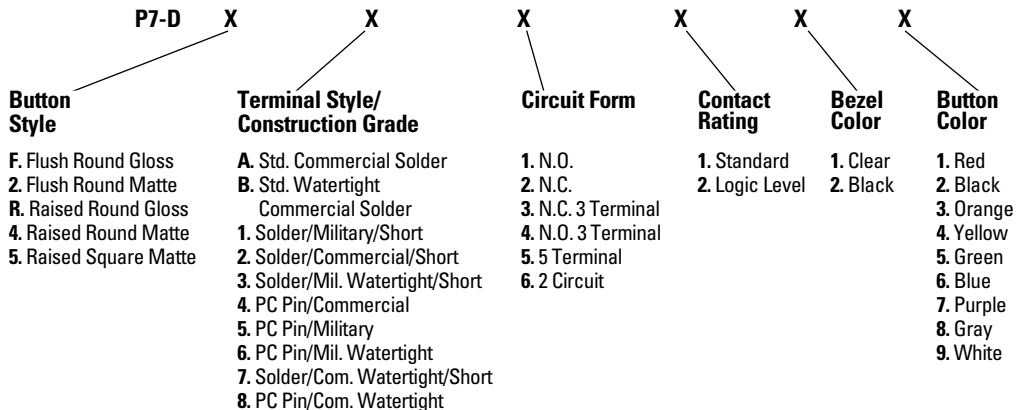 P7-D X X X X X X
Button
Style
F. Flush Round Gloss
2. Flush Round Matte
R. Raised Round Gloss
4. Raised Round Matte
5. Raised Square Matte
Terminal Style/
Construction Grade
A. Std. Commercial Solder
B. Std. Watertight
Commercial Solder
1. Solder/Military/Short
2. Solder/Commercial/Short
3. Solder/Mil. Watertight/Short
4. PC Pin/Commercial
5. PC Pin/Military
6. PC Pin/Mil. Watertight
7. Solder/Com. Watertight/Short
8. PC Pin/Com. Watertight
Circuit Form
1. N.O.
2. N.C.
3. N.C. 3 Terminal
4. N.O. 3 Terminal
5. 5 Terminal
6. 2 Circuit
Contact
Rating
1. Standard
2. Logic Level
Bezel
Color
1. Clear
2. Black
Button
Color
1. Red
2. Black
3. Orange
4. Yellow
5. Green
6. Blue
7. Purple
8. Gray
9. White